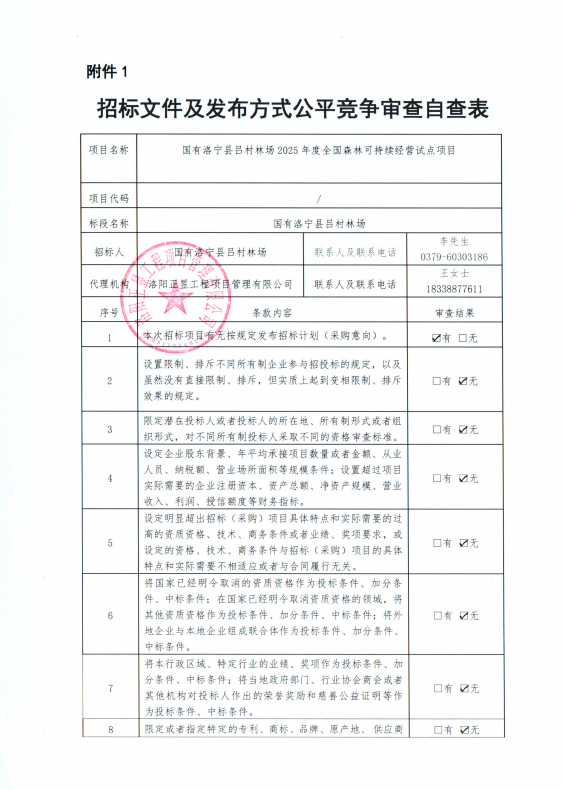 附件 1
招标文件及发布方式公平竞争审查自查表
项目名称 国有洛宁县吕村林场 2025 年度全国森林可持续经营试点项目
项目代码 /
标段名称 国有洛宁县吕村林场
招标人 国有洛宁县吕村林场 联系人及联系电话 李先生
0379-60303186
代理机构 洛阳正昱工程项目管理有限公司 联系人及联系电话 王女士
18338877611
序号 条款内容 审查结果
1 本次招标项目有无按规定发布招标计划（采购意向）。 ☑有 □无
2 设置限制、排斥不同所有制企业参与招投标的规定，以及
虽然没有直接限制、排斥，但实质上起到变相限制、排斥
效果的规定。 □有 ☑无
3 限定潜在投标人或者投标人的所在地、所有制形式或者组
织形式，对不同所有制投标人采取不同的资格审查标准。 □有 ☑无
4 设定企业股东背景、年平均承接项目数量或者金额、从业
人员、纳税额、营业场所面积等规模条件；设置超过项目
实际需要的企业注册资本、资产总额、净资产规模、营业
收入、利润、授信额度等财务指标。 □有 ☑无
5 设定明显超出招标（采购）项目具体特点和实际需要的过
高的资质资格、技术、商务条件或者业绩、奖项要求，或
设定的资格、技术、商务条件与招标（采购）项目的具体
特点和实际需要不相适应或者与合同履行无关。 □有 ☑无
6 将国家已经明令取消的资质资格作为投标条件、加分条
件、中标条件；在国家已经明令取消资质资格的领域，将
其他资质资格作为投标条件、加分条件、中标条件；将外
地企业与本地企业组成联合体作为投标条件、加分条件、
中标条件。 □有 ☑无
7 将本行政区域、特定行业的业绩、奖项作为投标条件、加
分条件、中标条件；将当地政府部门、行业协会商会或者
其他机构对投标人作出的荣誉奖励和慈善公益证明等作
为投标条件、中标条件。 □有 ☑无
8 限定或者指定特定的专利、商标、品牌、原产地、供应商 □有 ☑无
洛阳正昱工程项目管理有限公司